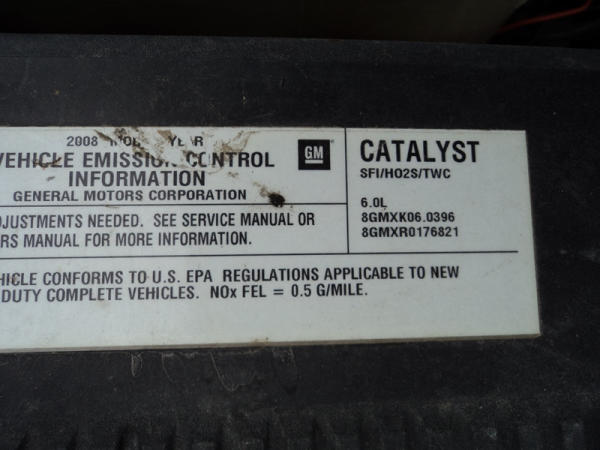 2008 YEAR
VEHICLE EMISSION CONTROL
INFORMATION
GENERAL MOTORS CORPORATION
GM
CATALYST
SFI/HO2S/TWC
6.0L
8GMXK06.0396
8GMXR0176821
DJUSTMENTS NEEDED. SEE SERVICE MANUAL OR
RS MANUAL FOR MORE INFORMATION.
HICLE CONFORMS TO U.S. EPA REGULATIONS APPLICABLE TO NEW
DUTY COMPLETE VEHICLES. NOx FEL = 0.5 G/MILE.